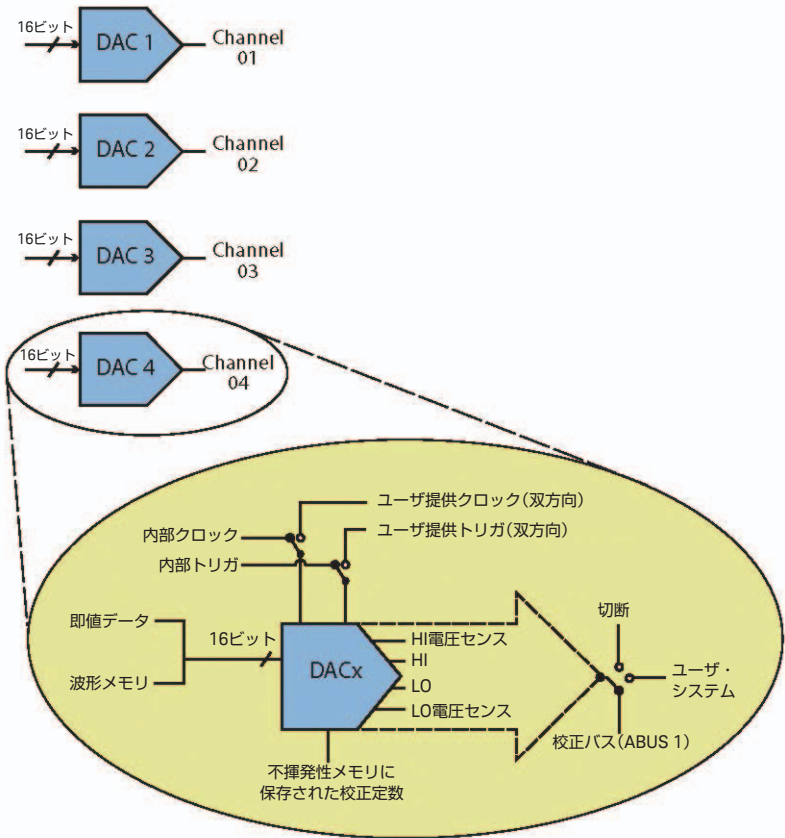 16ビット
DAC 1
Channel
01
16ビット
DAC 2
Channel
02
16ビット
DAC 3
Channel
03
16ビット
DAC 4
Channel
04
ユーザ提供クロック(双方向)
内部クロック
ユーザ提供トリガ(双方向)
内部トリガ
即値データ
16ビット
波形メモリ
DACx
HI電圧センス
HI
LO
LO電圧センス
切断
ユーザ・
システム
校正バス(ABUS 1)
不揮発性メモリに
保存された校正定数